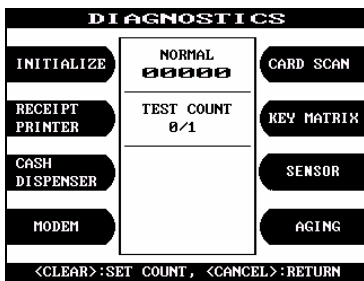 DIAGNOSTICS
INITIALIZE
NORMAL
00000
CARD SCAN
RECEIPT
PRINTER
TEST COUNT
0/1
KEY MATRIX
CASH
DISPENSER
SENSOR
MODEM
AGING
<CLEAR>:SET COUNT, <CANCEL>:RETURN